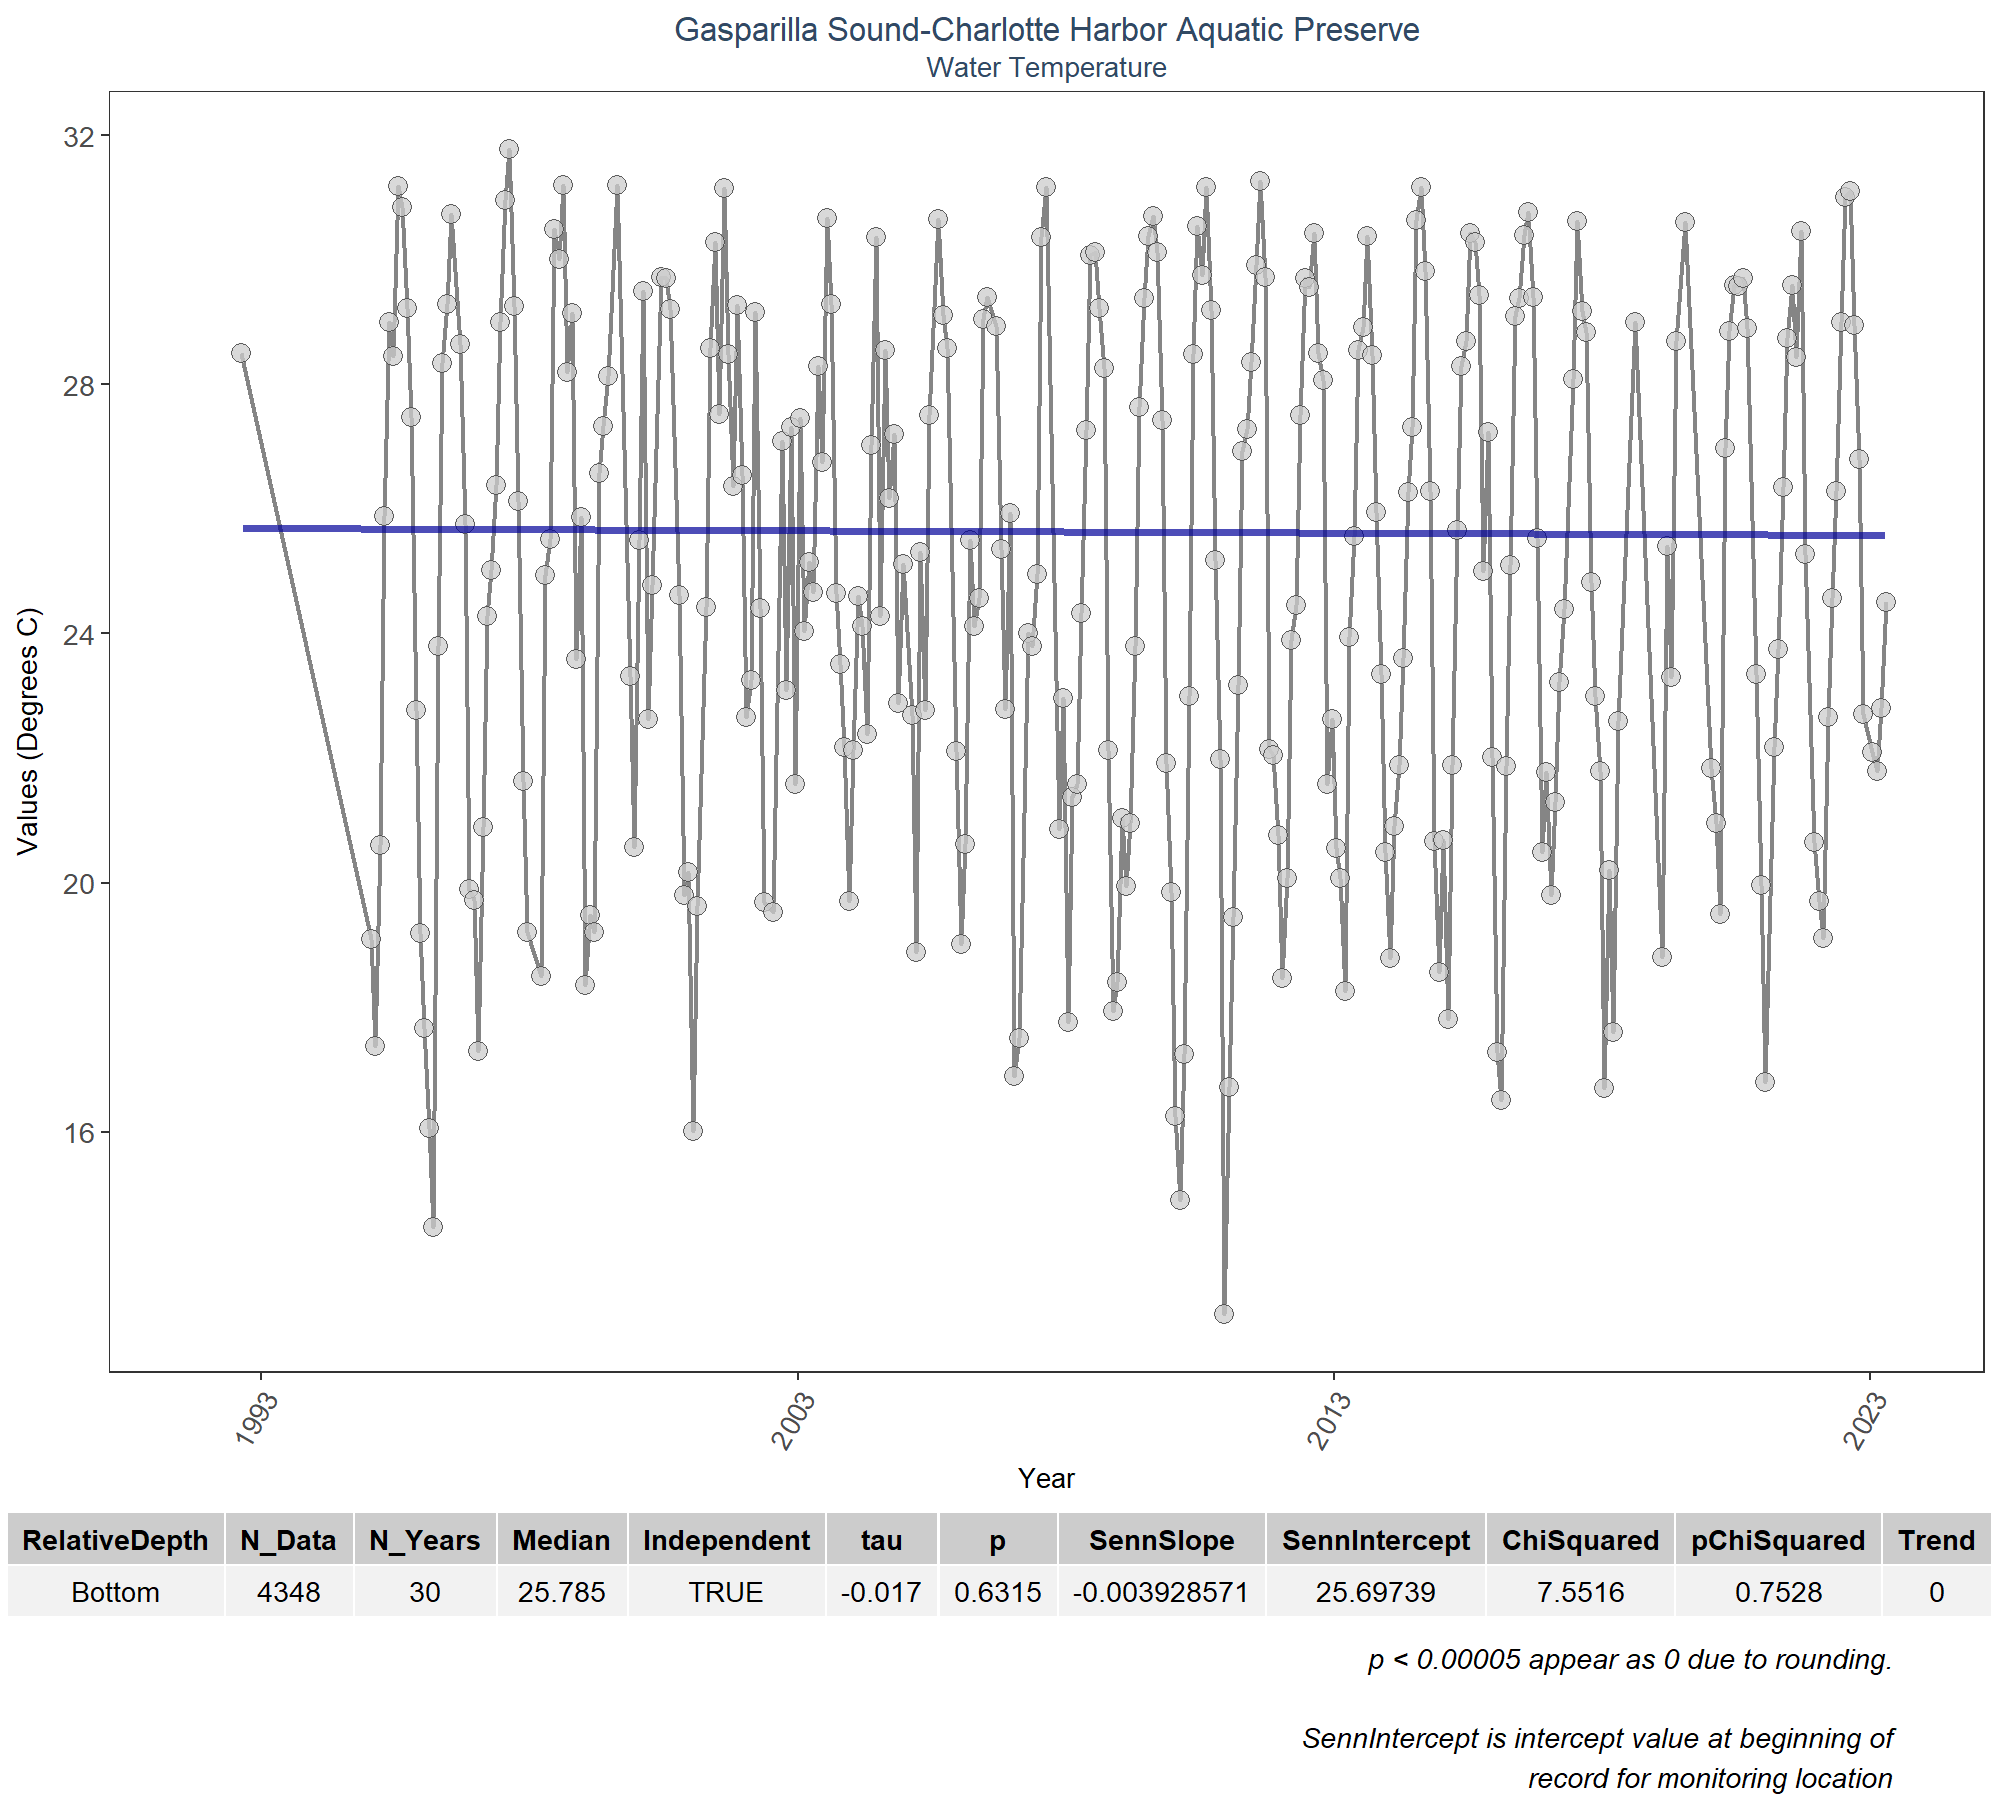 Gasparilla Sound-Charlotte Harbor Aquatic Preserve
Water Temperature
32
28
24
20
16
Values (Degrees C)
1993
2003
2013
2023
Year
RelativeDepth N_Data N_Years Median Independent tau p SennSlope SennIntercept ChiSquared pChiSquared Trend
Bottom 4348 30 25.785 TRUE -0.017 0.6315 -0.003928571 25.69739 7.5516 0.7528 0
p < 0.00005 appear as 0 due to rounding.
SennIntercept is intercept value at beginning of
record for monitoring location